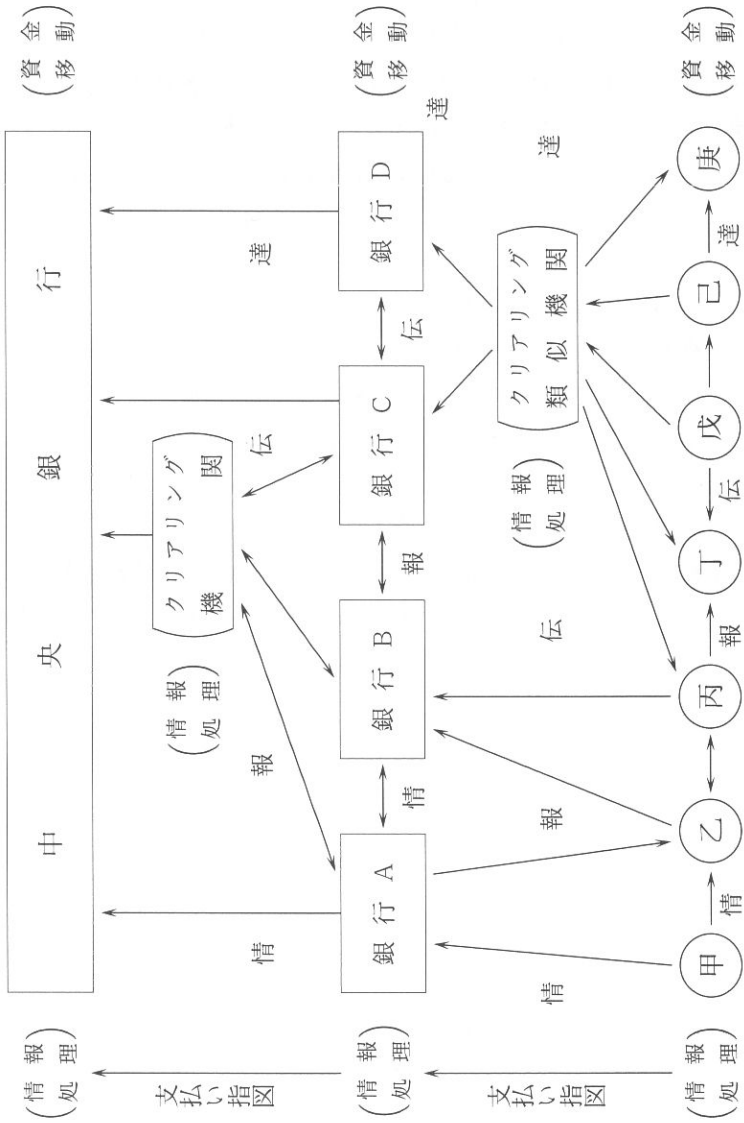 (情報処理)
支払い指図
(情報処理)
支払い指図
(情報処理)
中央銀行
(資金移動)
情報伝達
(情報処理)
クリアリング
機関
銀行A
銀行B
銀行C
銀行D
情報伝達
(資金移動)
情報伝達
(情報処理)
クリアリング
類似機関
甲
乙
丙
丁
戊
己
庚
情報伝達
(資金移動)